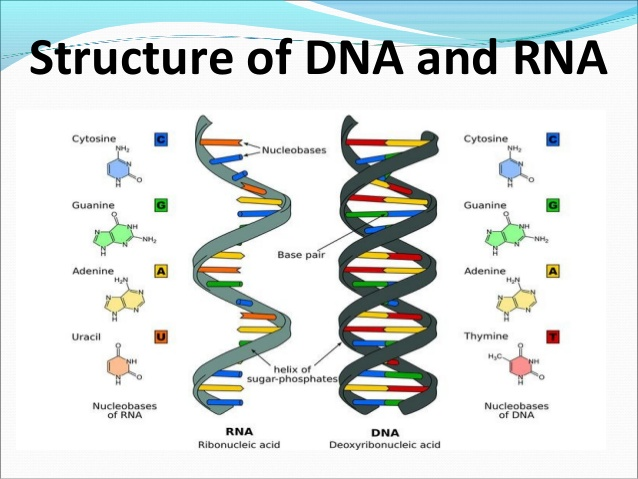 Structure of DNA and RNA
Cytosine
C
NH₂
N
N
H
O
Nucleobases
Cytosine
C
NH₂
N
N
H
O
Guanine
G
O
N
NH
N
H
N
NH₂
Base pair
Guanine
G
O
N
NH
N
H
N
NH₂
Adenine
A
H₂N
N
N
N
H
N
Adenine
A
H₂N
N
N
N
H
N
Uracil
U
O
NH
N
H
O
helix of
sugar-phosphates
Thymine
T
O
H₃C
NH
N
H
O
Nucleobases
of RNA
RNA
Ribonucleic acid
DNA
Deoxyribonucleic acid
Nucleobases
of DNA